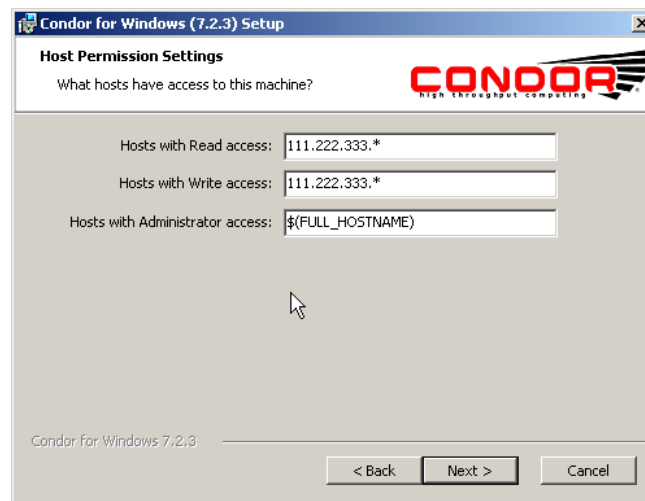 Condor for Windows (7.2.3) Setup
Host Permission Settings
What hosts have access to this machine?
CONDOR
high throughput computing
Hosts with Read access: 111.222.333.*
Hosts with Write access: 111.222.333.*
Hosts with Administrator access: $(FULL_HOSTNAME)
Condor for Windows 7.2.3
< Back Next > Cancel